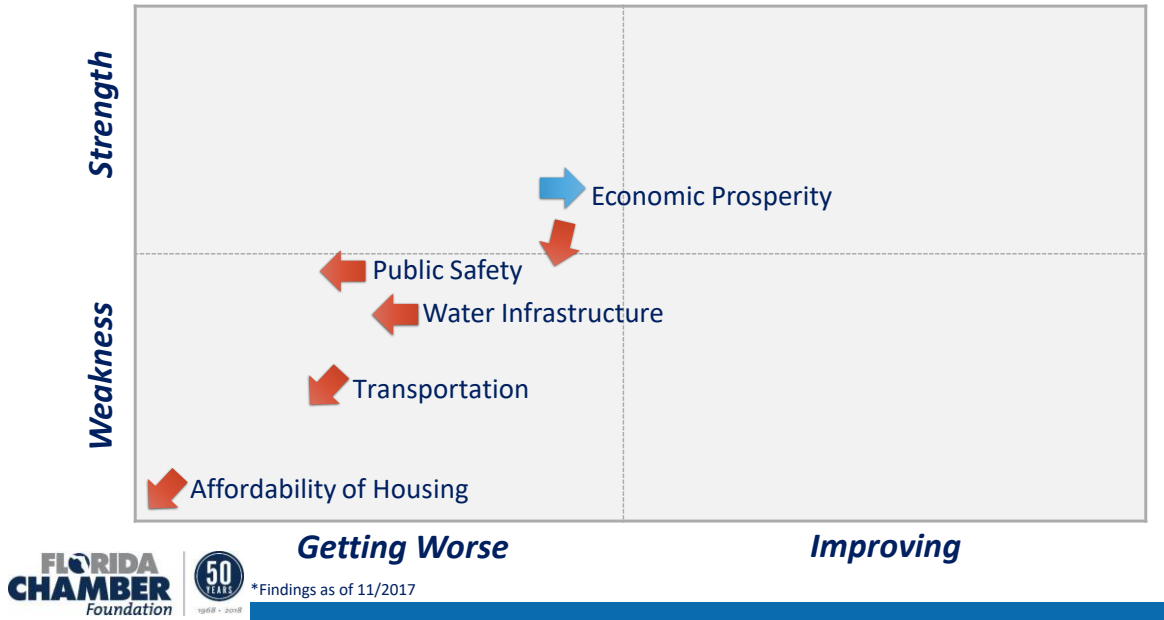 Strength
Economic Prosperity
Public Safety
Water Infrastructure
Weakness
Transportation
Affordability of Housing
Getting Worse
Improving
FLORIDA
CHAMBER
Foundation
50
YEARS
1968 - 2018
*Findings as of 11/2017